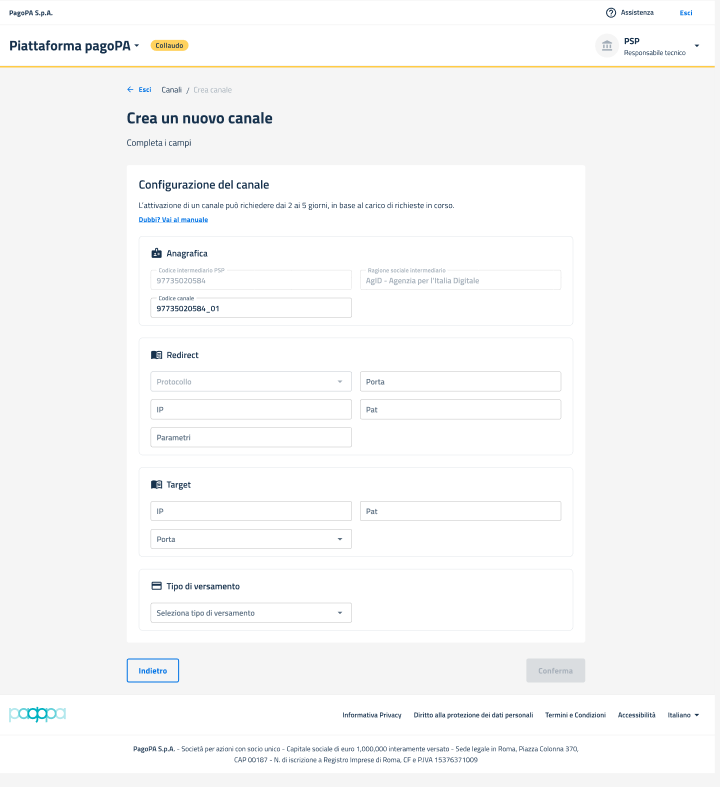 PagoPA S.p.A.
Assistenza
Esci
Piattaforma pagoPA
Collaudo
PSP
Responsabile tecnico
Esci
Canali / Crea canale
Crea un nuovo canale
Completa i campi
Configurazione del canale
L'attivazione di un canale può richiedere dai 2 ai 5 giorni, in base al carico di richieste in corso.
Dubbi? Vai al manuale
Anagrafica
Codice intermediario PSP
97735020584
Ragione sociale intermediario
AgID - Agenzia per l'Italia Digitale
Codice canale
97735020584_01
Redirect
Protocollo
Porta
IP
Pat
Parametri
Target
IP
Pat
Porta
Tipo di versamento
Seleziona tipo di versamento
Indietro
Conferma
pagopa
Informativa Privacy
Diritto alla protezione dei dati personali
Termini e Condizioni
Accessibilità
Italiano
PagoPA S.p.A. - Società per azioni con socio unico - Capitale sociale di euro 1,000,000 interamente versato - Sede legale in Roma, Piazza Colonna 370,
CAP 00187 - N. di iscrizione a Registro Imprese di Roma, CF e P.IVA 15376371009